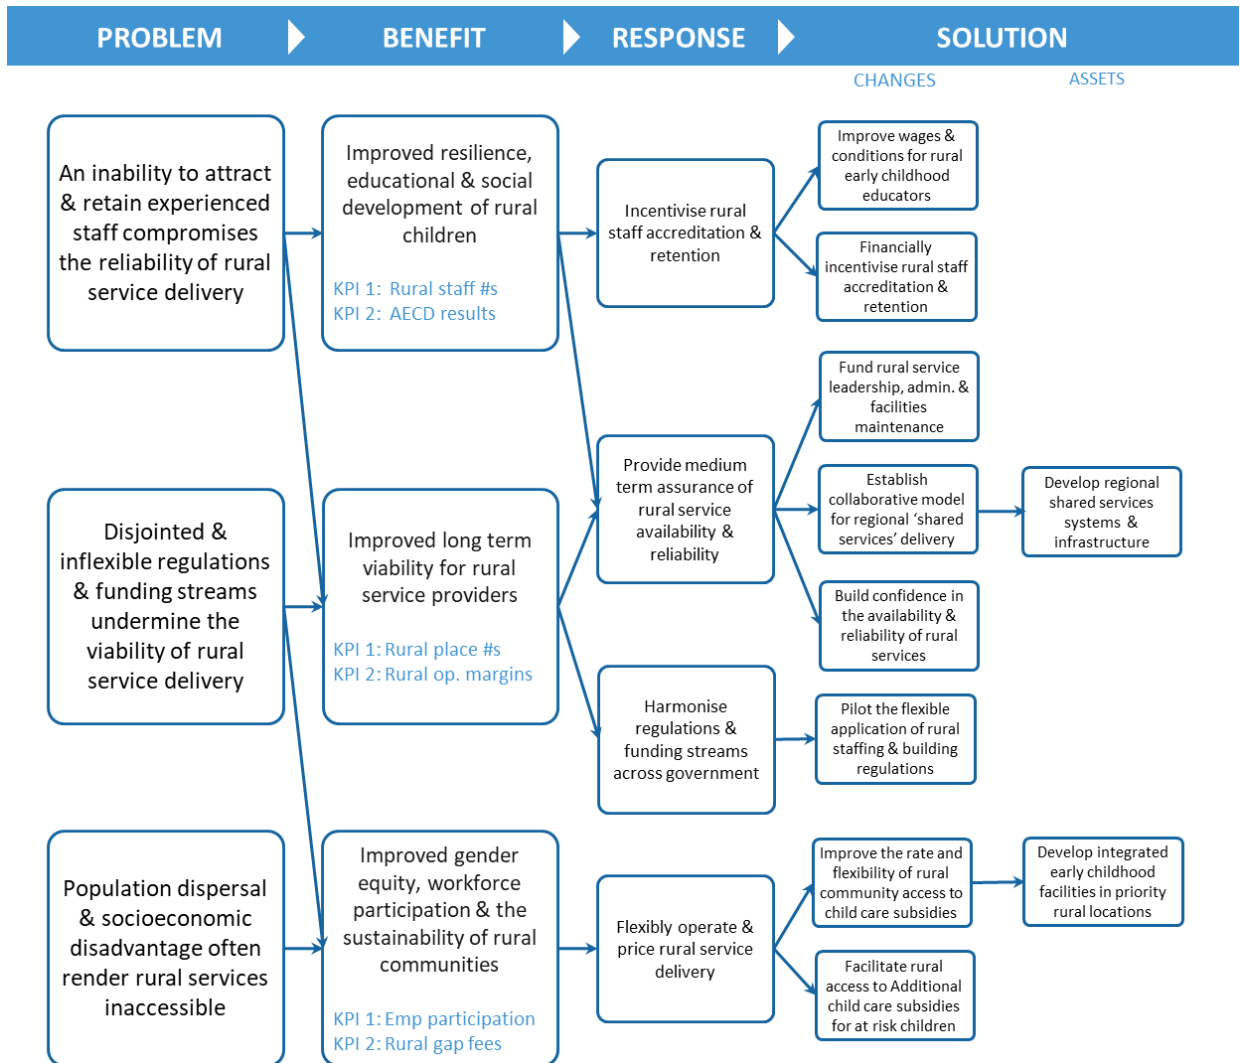 PROBLEM
BENEFIT
RESPONSE
SOLUTION
CHANGES
ASSETS
An inability to attract
& retain experienced
staff compromises
the reliability of rural
service delivery
Disjointed &
inflexible regulations
& funding streams
undermine the
viability of rural
service delivery
Population dispersal
& socioeconomic
disadvantage often
render rural services
inaccessible
Improved resilience,
educational & social
development of rural
children
KPI 1: Rural staff #s
KPI 2: AECD results
Improved long term
viability for rural
service providers
KPI 1: Rural place #s
KPI 2: Rural op. margins
Improved gender
equity, workforce
participation & the
sustainability of rural
communities
KPI 1: Emp participation
KPI 2: Rural gap fees
Incentivise rural
staff accreditation &
retention
Provide medium
term assurance of
rural service
availability &
reliability
Harmonise
regulations &
funding streams
across government
Flexibly operate &
price rural service
delivery
Improve wages &
conditions for rural
early childhood
educators
Financially
incentivise rural staff
accreditation &
retention
Fund rural service
leadership, admin. &
facilities
maintenance
Establish
collaborative model
for regional ‘shared
services’ delivery
Build confidence in
the availability &
reliability of rural
services
Pilot the flexible
application of rural
staffing & building
regulations
Improve the rate and
flexibility of rural
community access to
child care subsidies
Facilitate rural
access to Additional
child care subsidies
for at risk children
Develop regional
shared services
systems &
infrastructure
Develop integrated
early childhood
facilities in priority
rural locations